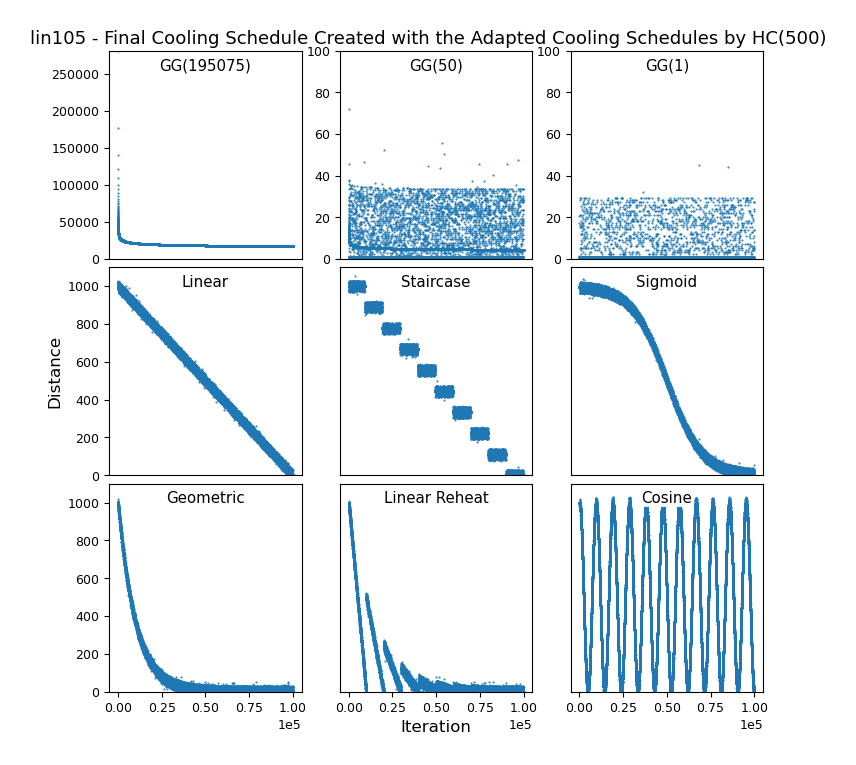 lin105 - Final Cooling Schedule Created with the Adapted Cooling Schedules by HC(500)
GG(195075)
GG(50)
GG(1)
250000
200000
150000
100000
50000
0
100
80
60
40
20
0
100
80
60
40
20
0
Linear
Staircase
Sigmoid
Distance
1000
800
600
400
200
0
Geometric
Linear Reheat
Cosine
1000
800
600
400
200
0
0.00 0.25 0.50 0.75 1.00
1e5
0.00 0.25 0.50 0.75 1.00
1e5
0.00 0.25 0.50 0.75 1.00
1e5
Iteration